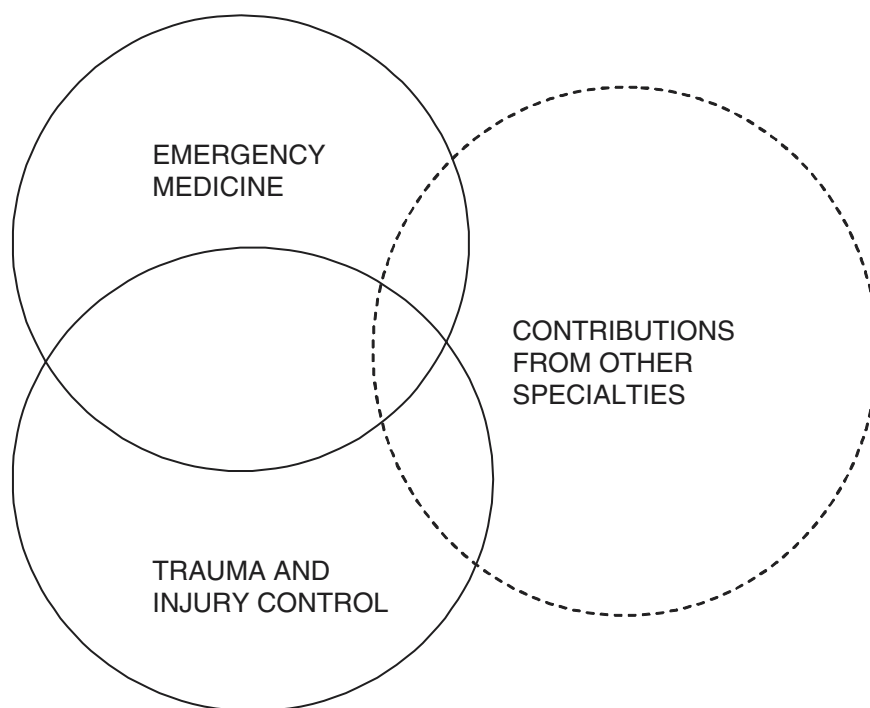 EMERGENCY
MEDICINE
CONTRIBUTIONS
FROM OTHER
SPECIALTIES
TRAUMA AND
INJURY CONTROL